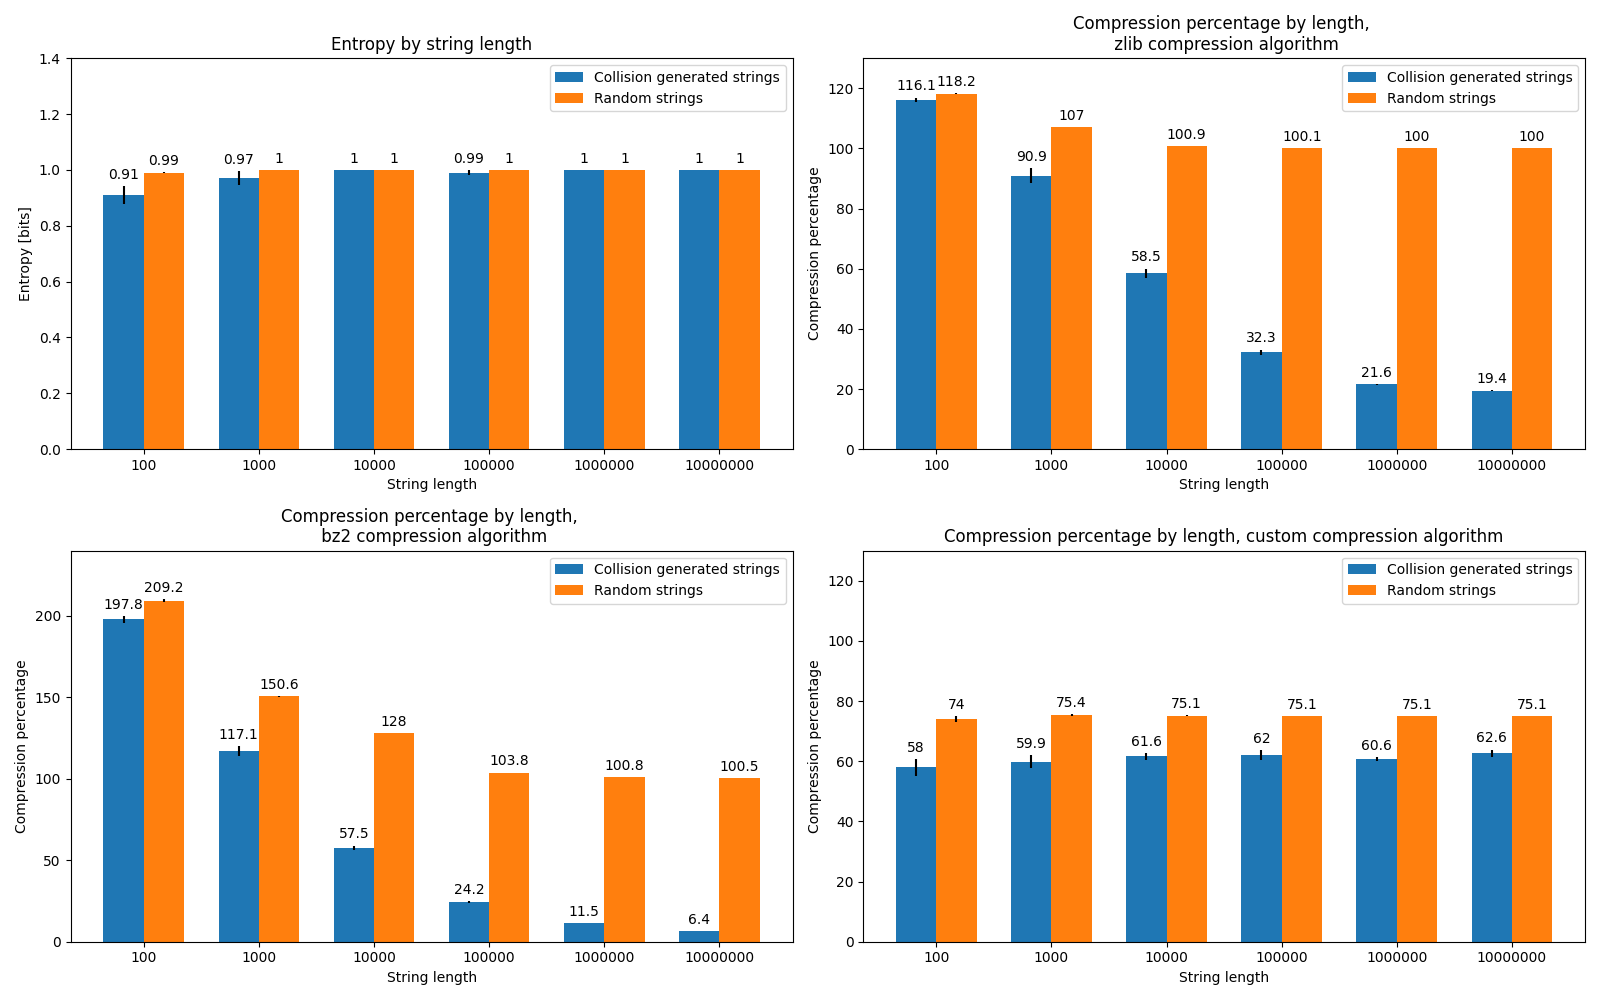 Entropy by string length
1.4
1.2
1.0
0.8
0.6
0.4
0.2
0.0
Entropy [bits]
Collision generated strings
Random strings
0.91 0.99 0.97 1 1 1 0.99 1 1 1 1 1
100 1000 10000 100000 1000000 10000000
String length
Compression percentage by length,
zlib compression algorithm
120
100
80
60
40
20
0
Compression percentage
Collision generated strings
Random strings
116.1 118.2 90.9 107 58.5 100.9 32.3 100.1 21.6 100 19.4 100
100 1000 10000 100000 1000000 10000000
String length
Compression percentage by length,
bz2 compression algorithm
200
150
100
50
0
Compression percentage
Collision generated strings
Random strings
197.8 209.2 117.1 150.6 57.5 128 24.2 103.8 11.5 100.8 6.4 100.5
100 1000 10000 100000 1000000 10000000
String length
Compression percentage by length, custom compression algorithm
120
100
80
60
40
20
0
Compression percentage
Collision generated strings
Random strings
58 74 59.9 75.4 61.6 75.1 62 75.1 60.6 75.1 62.6 75.1
100 1000 10000 100000 1000000 10000000
String length